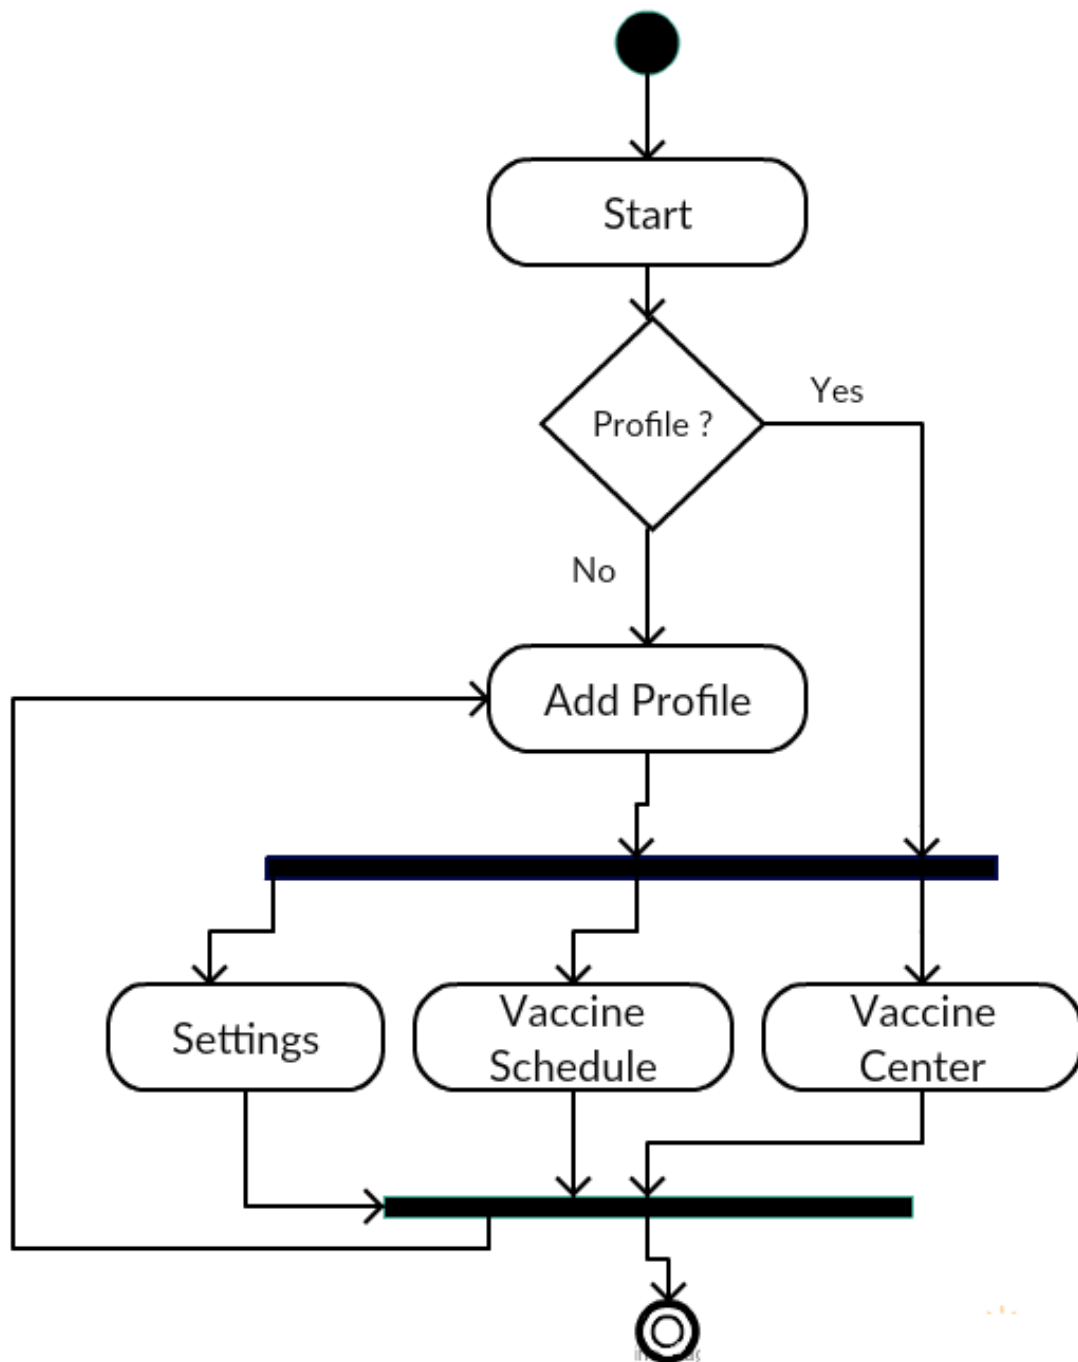 Start
Profile ?
Yes
No
Add Profile
Settings
Vaccine
Schedule
Vaccine
Center